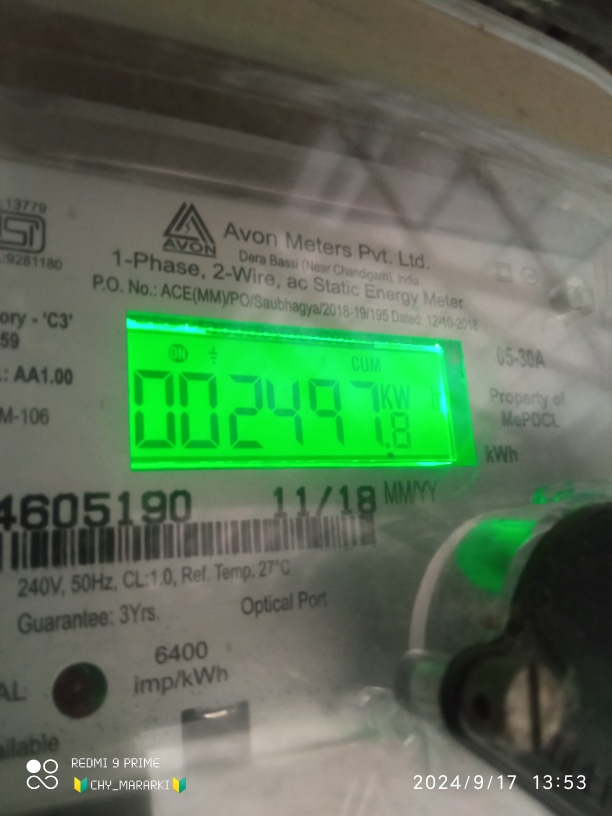 13779
ISI
:9281180
AVON
Avon Meters Pvt. Ltd.
Dera Bassi (Near Chandigarh), India
1-Phase, 2-Wire, ac Static Energy Meter
P.O. No.: ACE(MM)/PO/Saubhagya/2018-19/195 Dated: 12-10-2018
ory - 'C3'
59
.: AA1.00
M-106
ON
CUM
002497.8 KW h
05-30A
Property of
MePDCL
kWh
4605190
11/18 MM/YY
240V, 50Hz, CL:1.0, Ref. Temp. 27°C
Guarantee: 3Yrs.
Optical Port
6400
imp/kWh
AL
ailable
REDMI 9 PRIME
CHY_MARARKI
2024/9/17 13:53